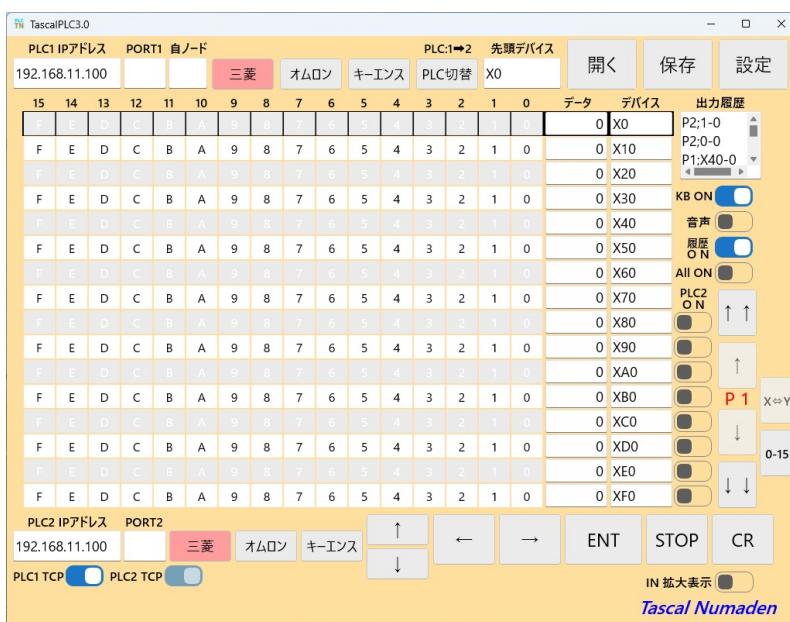 TascalPLC3.0
PLC1 IPアドレス PORT1 自ノード PLC:1➡2 先頭デバイス
192.168.11.100 三菱 オムロン キーエンス PLC切替 X0 開く 保存 設定
15 14 13 12 11 10 9 8 7 6 5 4 3 2 1 0 データ デバイス 出力履歴
F E D C B A 9 8 7 6 5 4 3 2 1 0 0 X0 P2;1-0
F E D C B A 9 8 7 6 5 4 3 2 1 0 0 X10 P2;0-0
P1;X40-0
F E D C B A 9 8 7 6 5 4 3 2 1 0 0 X20
F E D C B A 9 8 7 6 5 4 3 2 1 0 0 X30 KB ON
F E D C B A 9 8 7 6 5 4 3 2 1 0 0 X40 音声
F E D C B A 9 8 7 6 5 4 3 2 1 0 0 X50 履歴
ON
F E D C B A 9 8 7 6 5 4 3 2 1 0 0 X60 All ON
F E D C B A 9 8 7 6 5 4 3 2 1 0 0 X70 PLC2
ON ↑↑
F E D C B A 9 8 7 6 5 4 3 2 1 0 0 X80
F E D C B A 9 8 7 6 5 4 3 2 1 0 0 X90
F E D C B A 9 8 7 6 5 4 3 2 1 0 0 XA0 ↑
F E D C B A 9 8 7 6 5 4 3 2 1 0 0 XB0 P1 X⇔Y
F E D C B A 9 8 7 6 5 4 3 2 1 0 0 XC0
F E D C B A 9 8 7 6 5 4 3 2 1 0 0 XD0 ↓ 0-15
F E D C B A 9 8 7 6 5 4 3 2 1 0 0 XE0
F E D C B A 9 8 7 6 5 4 3 2 1 0 0 XF0 ↓↓
PLC2 IPアドレス PORT2
192.168.11.100 三菱 オムロン キーエンス ↑ ↓ ← → ENT STOP CR
PLC1 TCP PLC2 TCP IN 拡大表示
Tascal Numaden